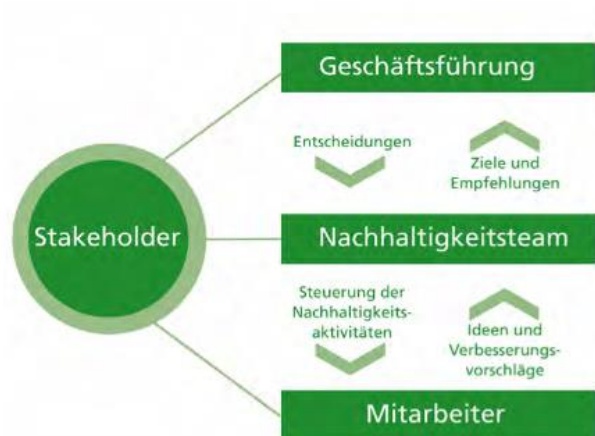 Geschäftsführung
Entscheidungen
Ziele und
Empfehlungen
Stakeholder
Nachhaltigkeitsteam
Steuerung der
Nachhaltigkeits-
aktivitäten
Ideen und
Verbesserungs-
vorschläge
Mitarbeiter